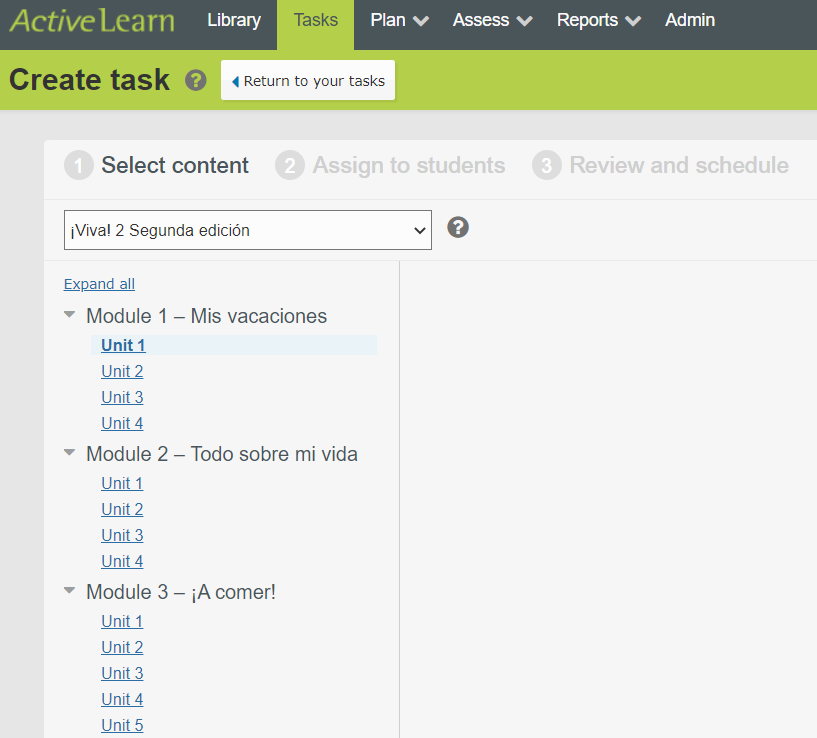 ActiveLearn Library Tasks Plan Assess Reports Admin
Create task ? Return to your tasks
1 Select content 2 Assign to students 3 Review and schedule
¡Viva! 2 Segunda edición ?
Expand all
Module 1 – Mis vacaciones
Unit 1
Unit 2
Unit 3
Unit 4
Module 2 – Todo sobre mi vida
Unit 1
Unit 2
Unit 3
Unit 4
Module 3 – ¡A comer!
Unit 1
Unit 2
Unit 3
Unit 4
Unit 5